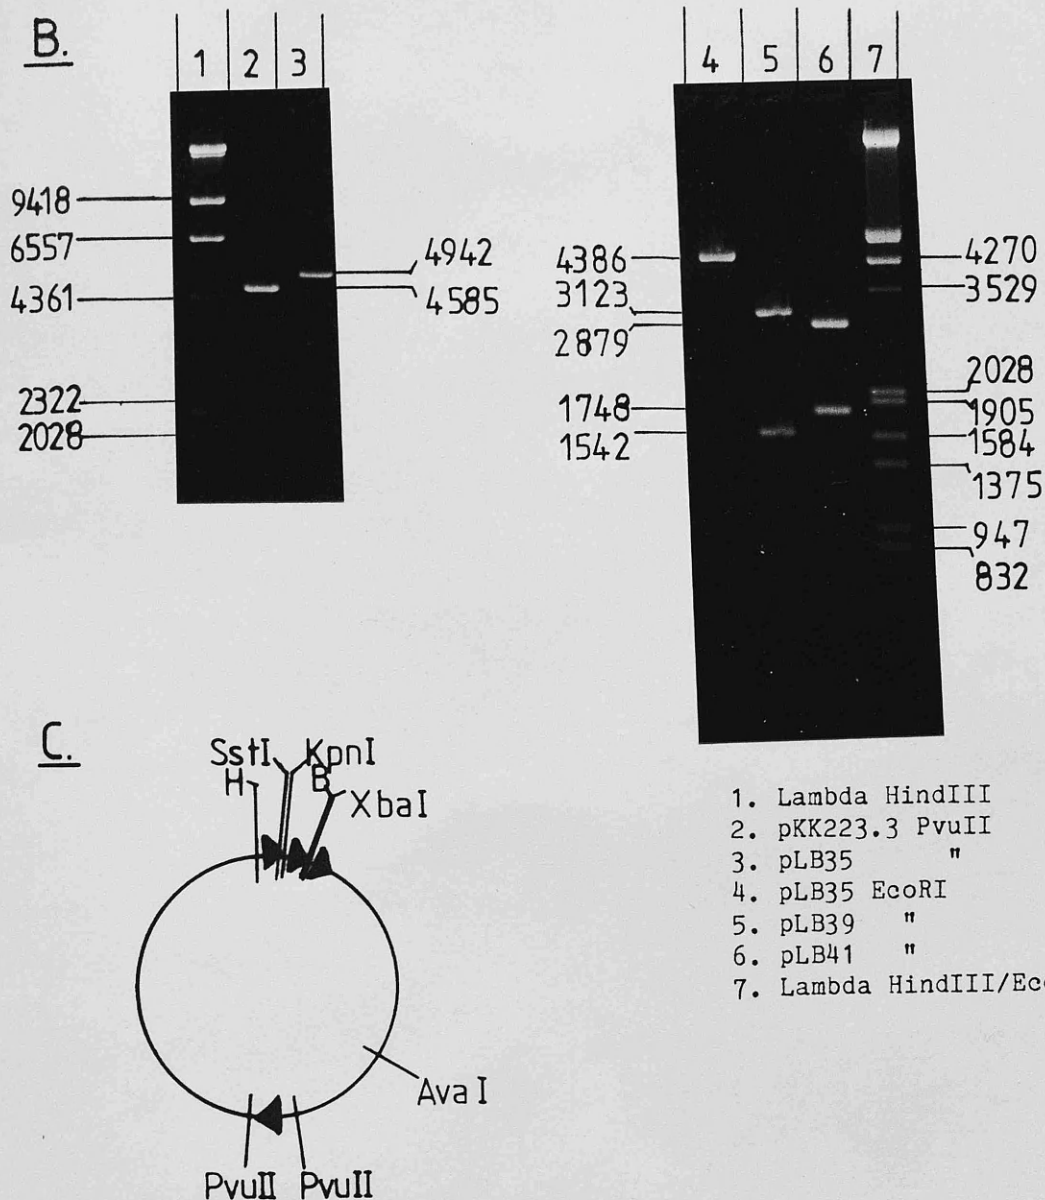 B.
1 2 3
9418
6557
4361
2322
2028
4942
4585
4 5 6 7
4386
3123
2879
1748
1542
4270
3529
2028
1905
1584
1375
947
832
C.
SstI KpnI
H B
XbaI
AvaI
PvuII PvuII
1. Lambda HindIII
2. pKK223.3 PvuII
3. pLB35 "
4. pLB35 EcoRI
5. pLB39 "
6. pLB41 "
7. Lambda HindIII/Eco